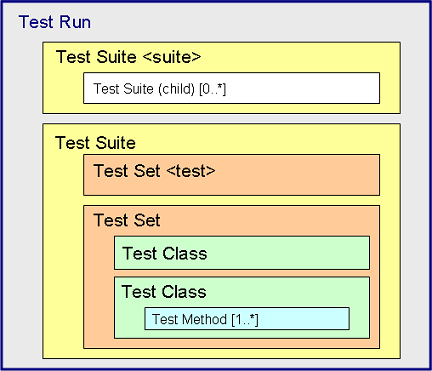 Test Run
Test Suite <suite>
Test Suite (child) [0..*]
Test Suite
Test Set <test>
Test Set
Test Class
Test Class
Test Method [1..*]